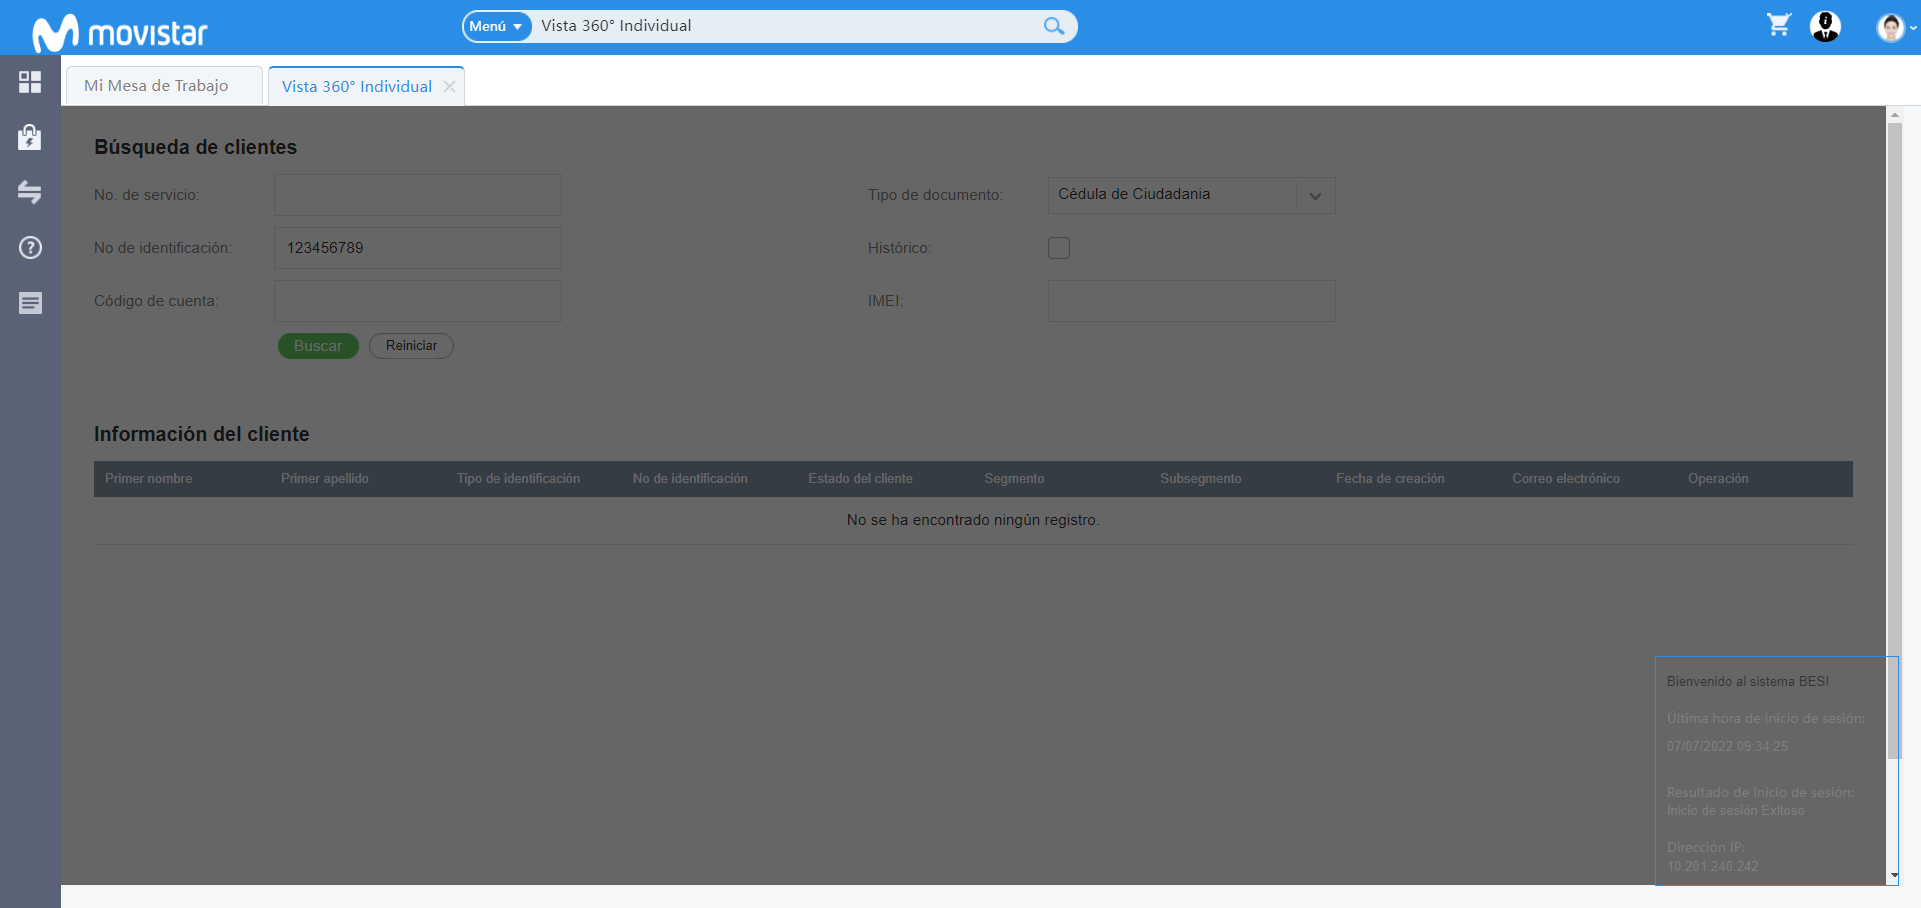 movistar
Menú
Vista 360° Individual
Mi Mesa de Trabajo
Vista 360° Individual
Búsqueda de clientes
No. de servicio:
Tipo de documento: Cédula de Ciudadania
No de identificación: 123456789
Histórico:
Código de cuenta:
IMEI:
Buscar
Reiniciar
Información del cliente
Primer nombre Primer apellido Tipo de identificación No de identificación Estado del cliente Segmento Subsegmento Fecha de creación Correo electrónico Operación
No se ha encontrado ningún registro.
Bienvenido al sistema BES!
Última hora de inicio de sesión:
07/07/2022 09:34:25
Resultado de Inicio de sesión:
Inicio de sesión Exitoso
Dirección IP:
10.201.240.242